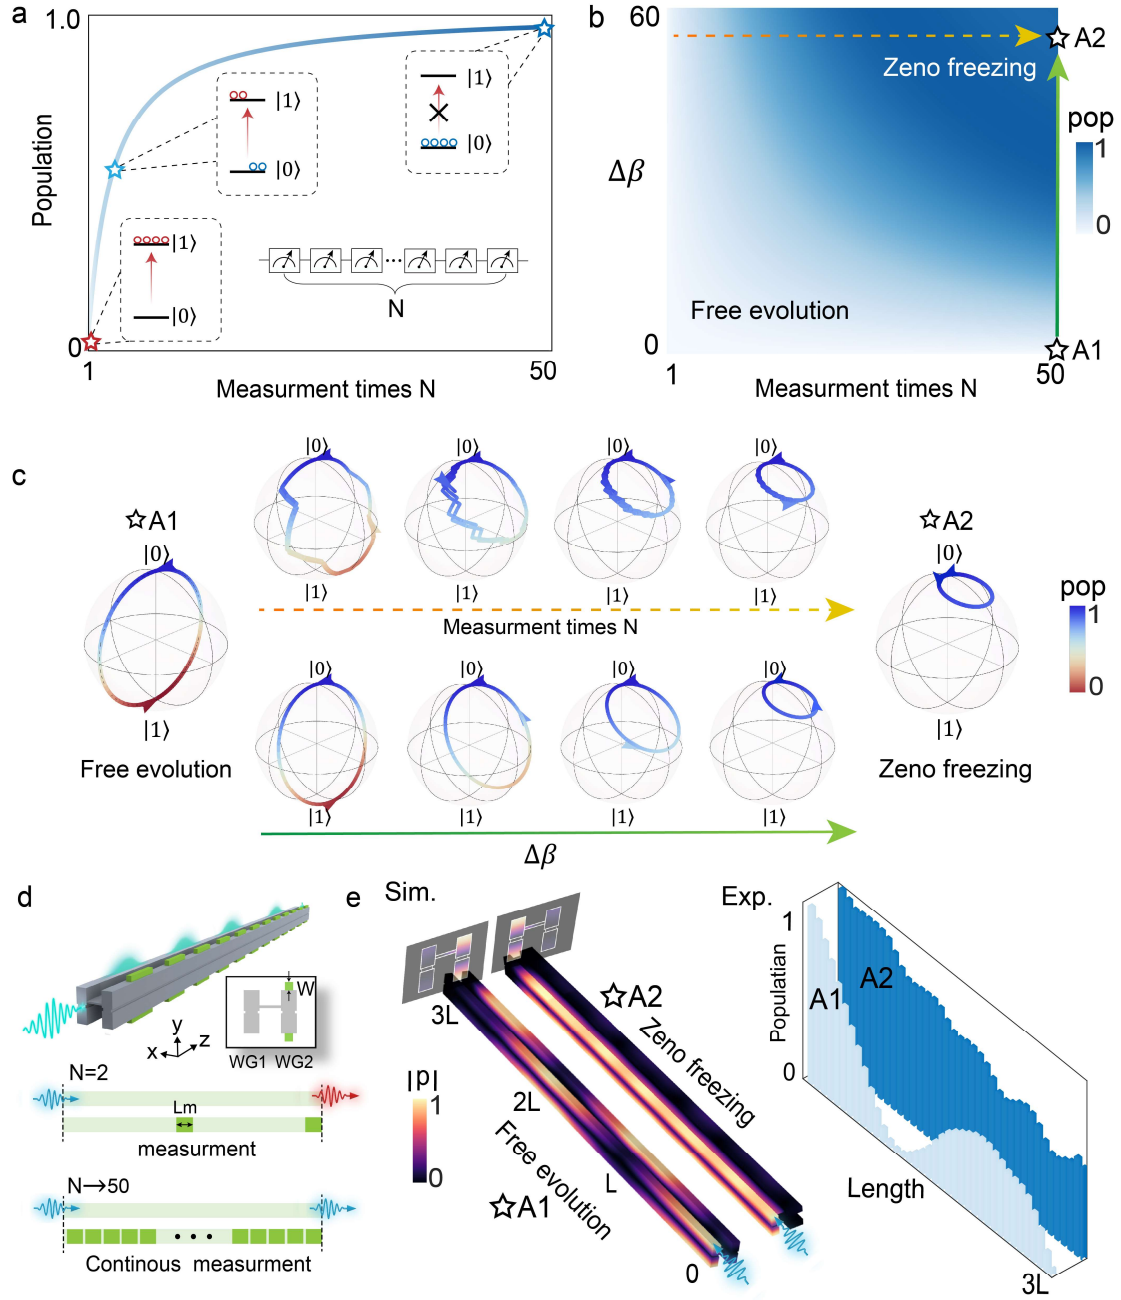 a
1.0
Population
0
1
50
Measurment times N
|1⟩
|0⟩
|1⟩
|0⟩
|1⟩
|0⟩
N
b
60
Δβ
0
1
50
Measurment times N
A2
Zeno freezing
Free evolution
A1
pop
1
0
c
A1
|0⟩
|1⟩
Free evolution
|0⟩
|0⟩
|0⟩
|0⟩
|1⟩
|1⟩
|1⟩
|1⟩
Measurment times N
|0⟩
|0⟩
|0⟩
|0⟩
|1⟩
|1⟩
|1⟩
|1⟩
Δβ
A2
|0⟩
|1⟩
Zeno freezing
pop
1
0
d
W
WG1 WG2
y
x
z
N=2
Lm
measurment
N→50
Continous measurment
e
Sim.
3L
2L
L
0
|p|
1
0
A2
Zeno freezing
Free evolution
A1
Exp.
1
Populatian
0
A1
A2
Length
3L